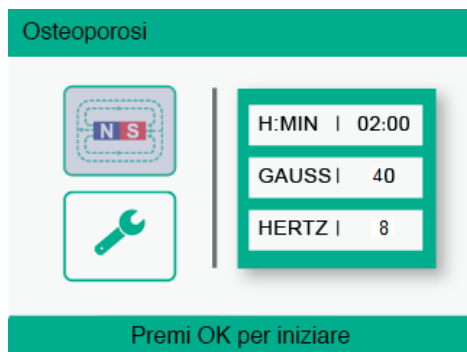 Osteoporosi
N S
H:MIN | 02:00
GAUSS | 40
HERTZ | 8
Premi OK per iniziare